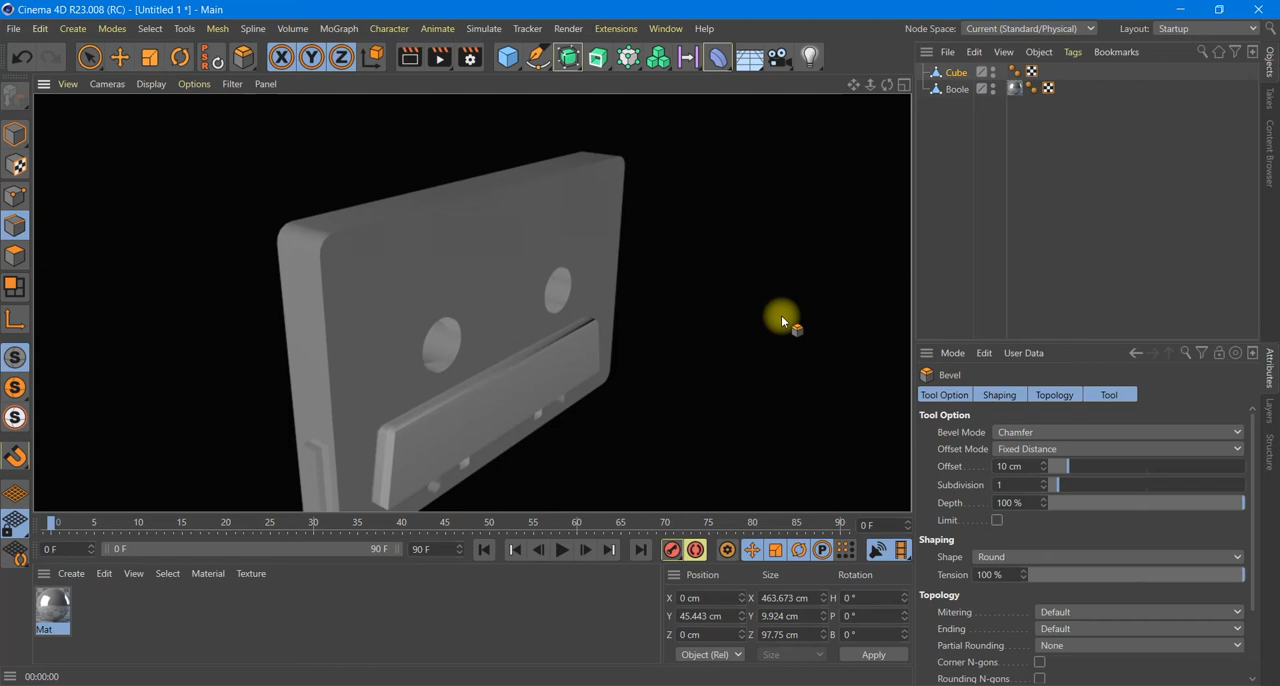 Cinema 4D R23.008 (RC) - [Untitled 1 *] - Main
File Edit Create Modes Select Tools Mesh Spline Volume MoGraph Character Animate Simulate Tracker Render Extensions Window Help Node Space: Current (Standard/Physical) Layout: Startup
X Y Z PSR
File Edit View Object Tags Bookmarks
View Cameras Display Options Filter Panel
Cube
Boole
Objects
Takes
Content Browser
Attributes
Layers
Structure
Mode Edit User Data
Bevel
Tool Option Shaping Topology Tool
Tool Option
Bevel Mode Chamfer
Offset Mode Fixed Distance
Offset 10 cm
Subdivision 1
Depth 100 %
Limit
Shaping
Shape Round
Tension 100 %
Topology
Mitering Default
Ending Default
Partial Rounding None
Corner N-gons
Rounding N-gons
S
S
S
0 5 10 15 20 25 30 35 40 45 50 55 60 65 70 75 80 85 90 0 F
0 F 0 F 90 F 90 F P
Create Edit View Select Material Texture
Mat
Position Size Rotation
X 0 cm X 463.673 cm H 0 °
Y 45.443 cm Y 9.924 cm P 0 °
Z 0 cm Z 97.75 cm B 0 °
Object (Rel) Size Apply
00:00:00